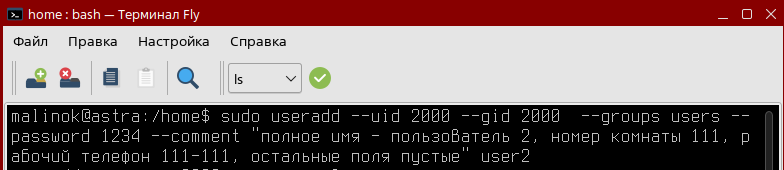 home : bash — Терминал Fly
Файл Правка Настройка Справка
ls
malinok@astra:/home$ sudo useradd --uid 2000 --gid 2000  --groups users --
password 1234 --comment "полное имя - пользователь 2, номер комнаты 111, р
абочий телефон 111-111, остальные поля пустые" user2